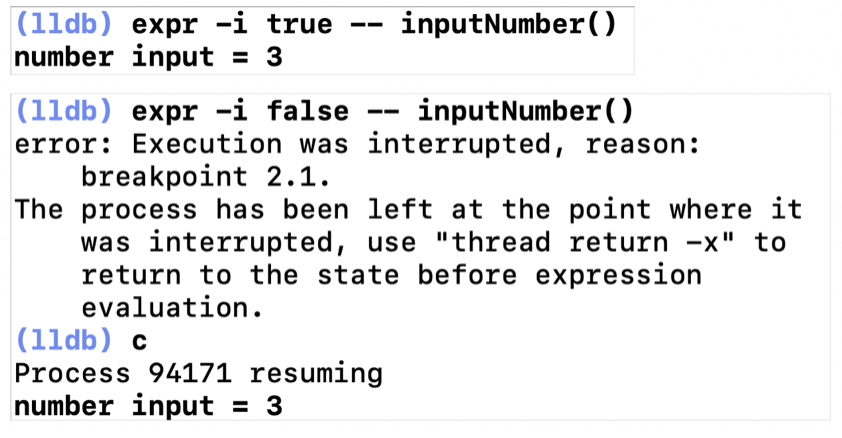 (lldb) expr -i true -- inputNumber()
number input = 3
(lldb) expr -i false -- inputNumber()
error: Execution was interrupted, reason:
breakpoint 2.1.
The process has been left at the point where it
was interrupted, use "thread return -x" to
return to the state before expression
evaluation.
(lldb) c
Process 94171 resuming
number input = 3